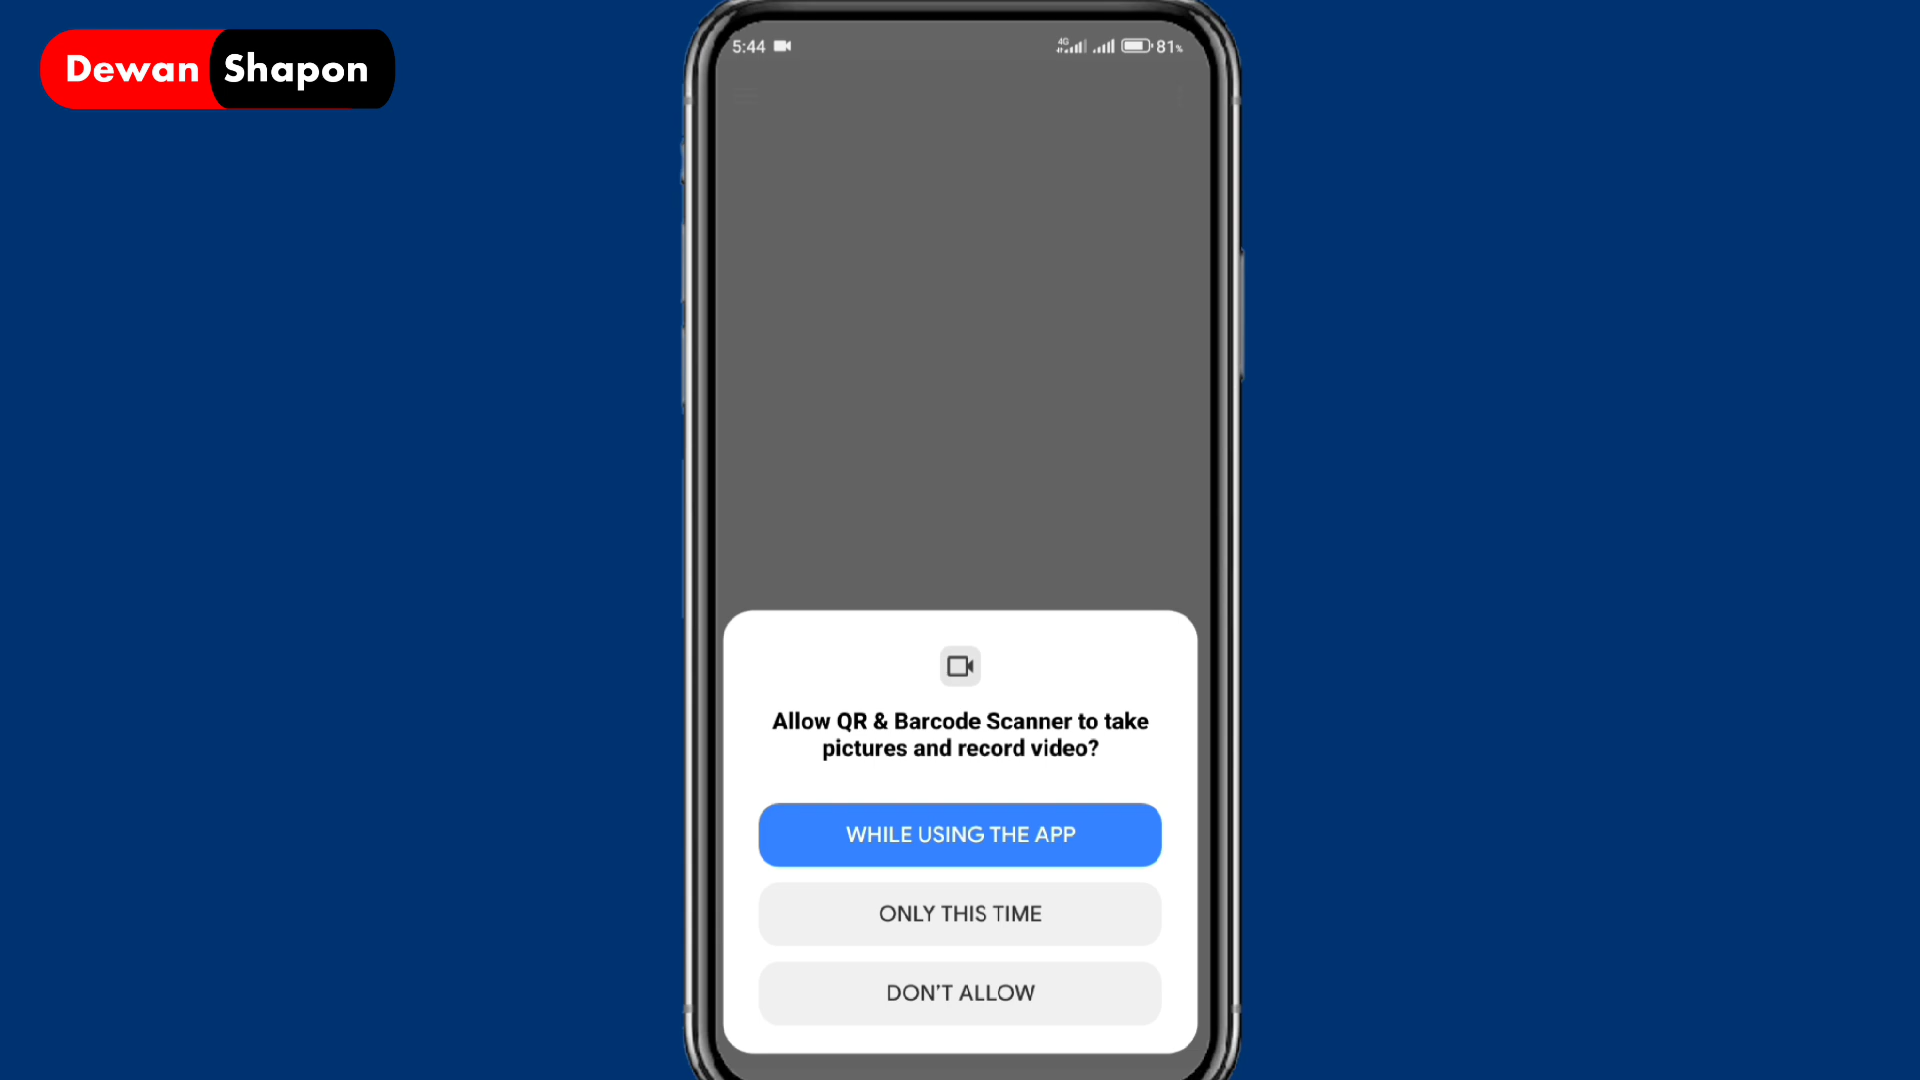 Dewan Shapon
5:44
4G 81%
Allow QR & Barcode Scanner to take
pictures and record video?
WHILE USING THE APP
ONLY THIS TIME
DON'T ALLOW